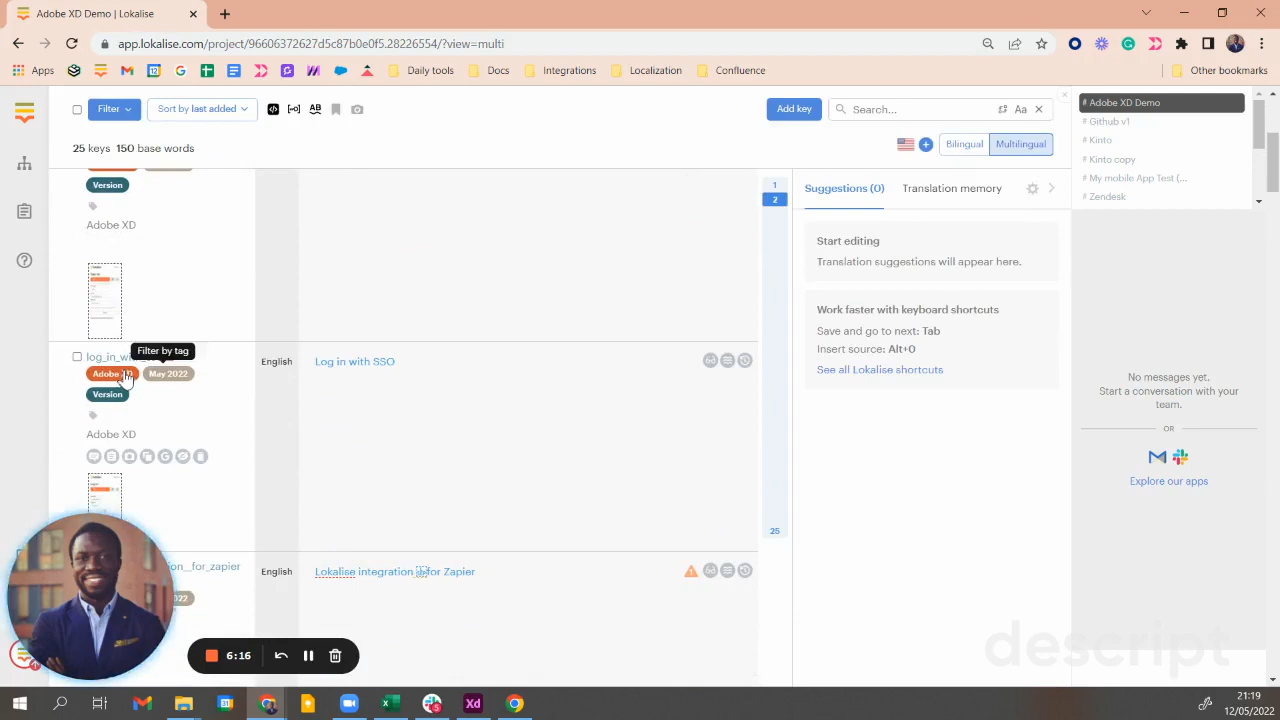 Adobe XD Demo | Lokalise
app.lokalise.com/project/96606372627d5c87b0e0f5.28226554/?view=multi
Apps
Daily tools
Docs
Integrations
Localization
Confluence
Other bookmarks
Filter
Sort by last added
Add key
Search...
Aa
25 keys 150 base words
Bilingual
Multilingual
# Adobe XD Demo
# Github v1
# Kinto
# Kinto copy
# My mobile App Test (...
# Zendesk
Version
Adobe XD
1
2
25
Suggestions (0)
Translation memory
Start editing
Translation suggestions will appear here.
Work faster with keyboard shortcuts
Save and go to next: Tab
Insert source: Alt+0
See all Lokalise shortcuts
Filter by tag
English
Log in with SSO
May 2022
Version
Adobe XD
English
Lokalise integration for Zapier
1
No messages yet.
Start a conversation with your
team.
OR
Explore our apps
6:16
descript
21:19
12/05/2022